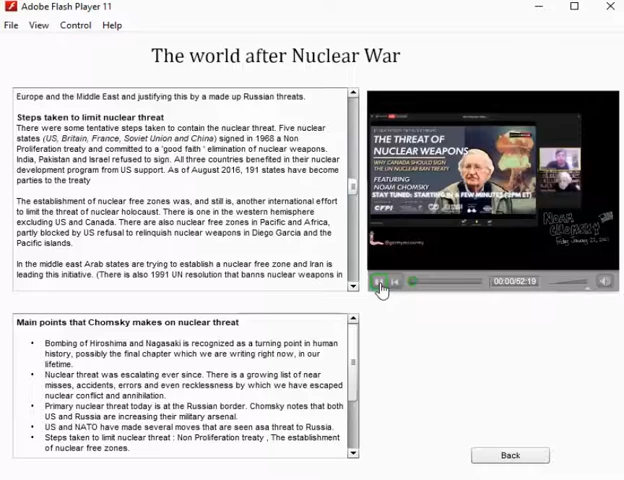 Adobe Flash Player 11
File View Control Help
The world after Nuclear War
Europe and the Middle East and justifying this by a made up Russian threats.
Steps taken to limit nuclear threat
There were some tentative steps taken to contain the nuclear threat. Five nuclear
states (US, Britain, France, Soviet Union and China) signed in 1968 a Non
Proliferation treaty and committed to a 'good faith ' elimination of nuclear weapons.
India, Pakistan and Israel refused to sign. All three countries benefited in their nuclear
development program from US support. As of August 2016, 191 states have become
parties to the treaty
The establishment of nuclear free zones was, and still is, another international effort
to limit the threat of nuclear holocaust. There is one in the western hemisphere
excluding US and Canada. There are also nuclear free zones in Pacific and Africa,
partly blocked by US refusal to relinquish nuclear weapons in Diego Garcia and the
Pacific islands.
In the middle east Arab states are trying to establish a nuclear free zone and Iran is
leading this initiative. (There is also 1991 UN resolution that bans nuclear weapons in
THE THREAT OF
NUCLEAR WEAPONS
WHY CANADA SHOULD SIGN
THE UN NUCLEAR BAN TREATY
FEATURING
NOAM CHOMSKY
STAY TUNED: STARTING IN A FEW MINUTES (2PM ET)
CFPI
NOAM
CHOMSKY
00:00/62:19
Main points that Chomsky makes on nuclear threat
• Bombing of Hiroshima and Nagasaki is recognized as a turning point in human
history, possibly the final chapter which we are writing right now, in our
lifetime.
• Nuclear threat was escalating ever since. There is a growing list of near
misses, accidents, errors and even recklessness by which we have escaped
nuclear conflict and annihilation.
• Primary nuclear threat today is at the Russian border. Chomsky notes that both
US and Russia are increasing their military arsenal.
• US and NATO have made several moves that are seen asa threat to Russia.
• Steps taken to limit nuclear threat : Non Proliferation treaty , The establishment
of nuclear free zones.
Back